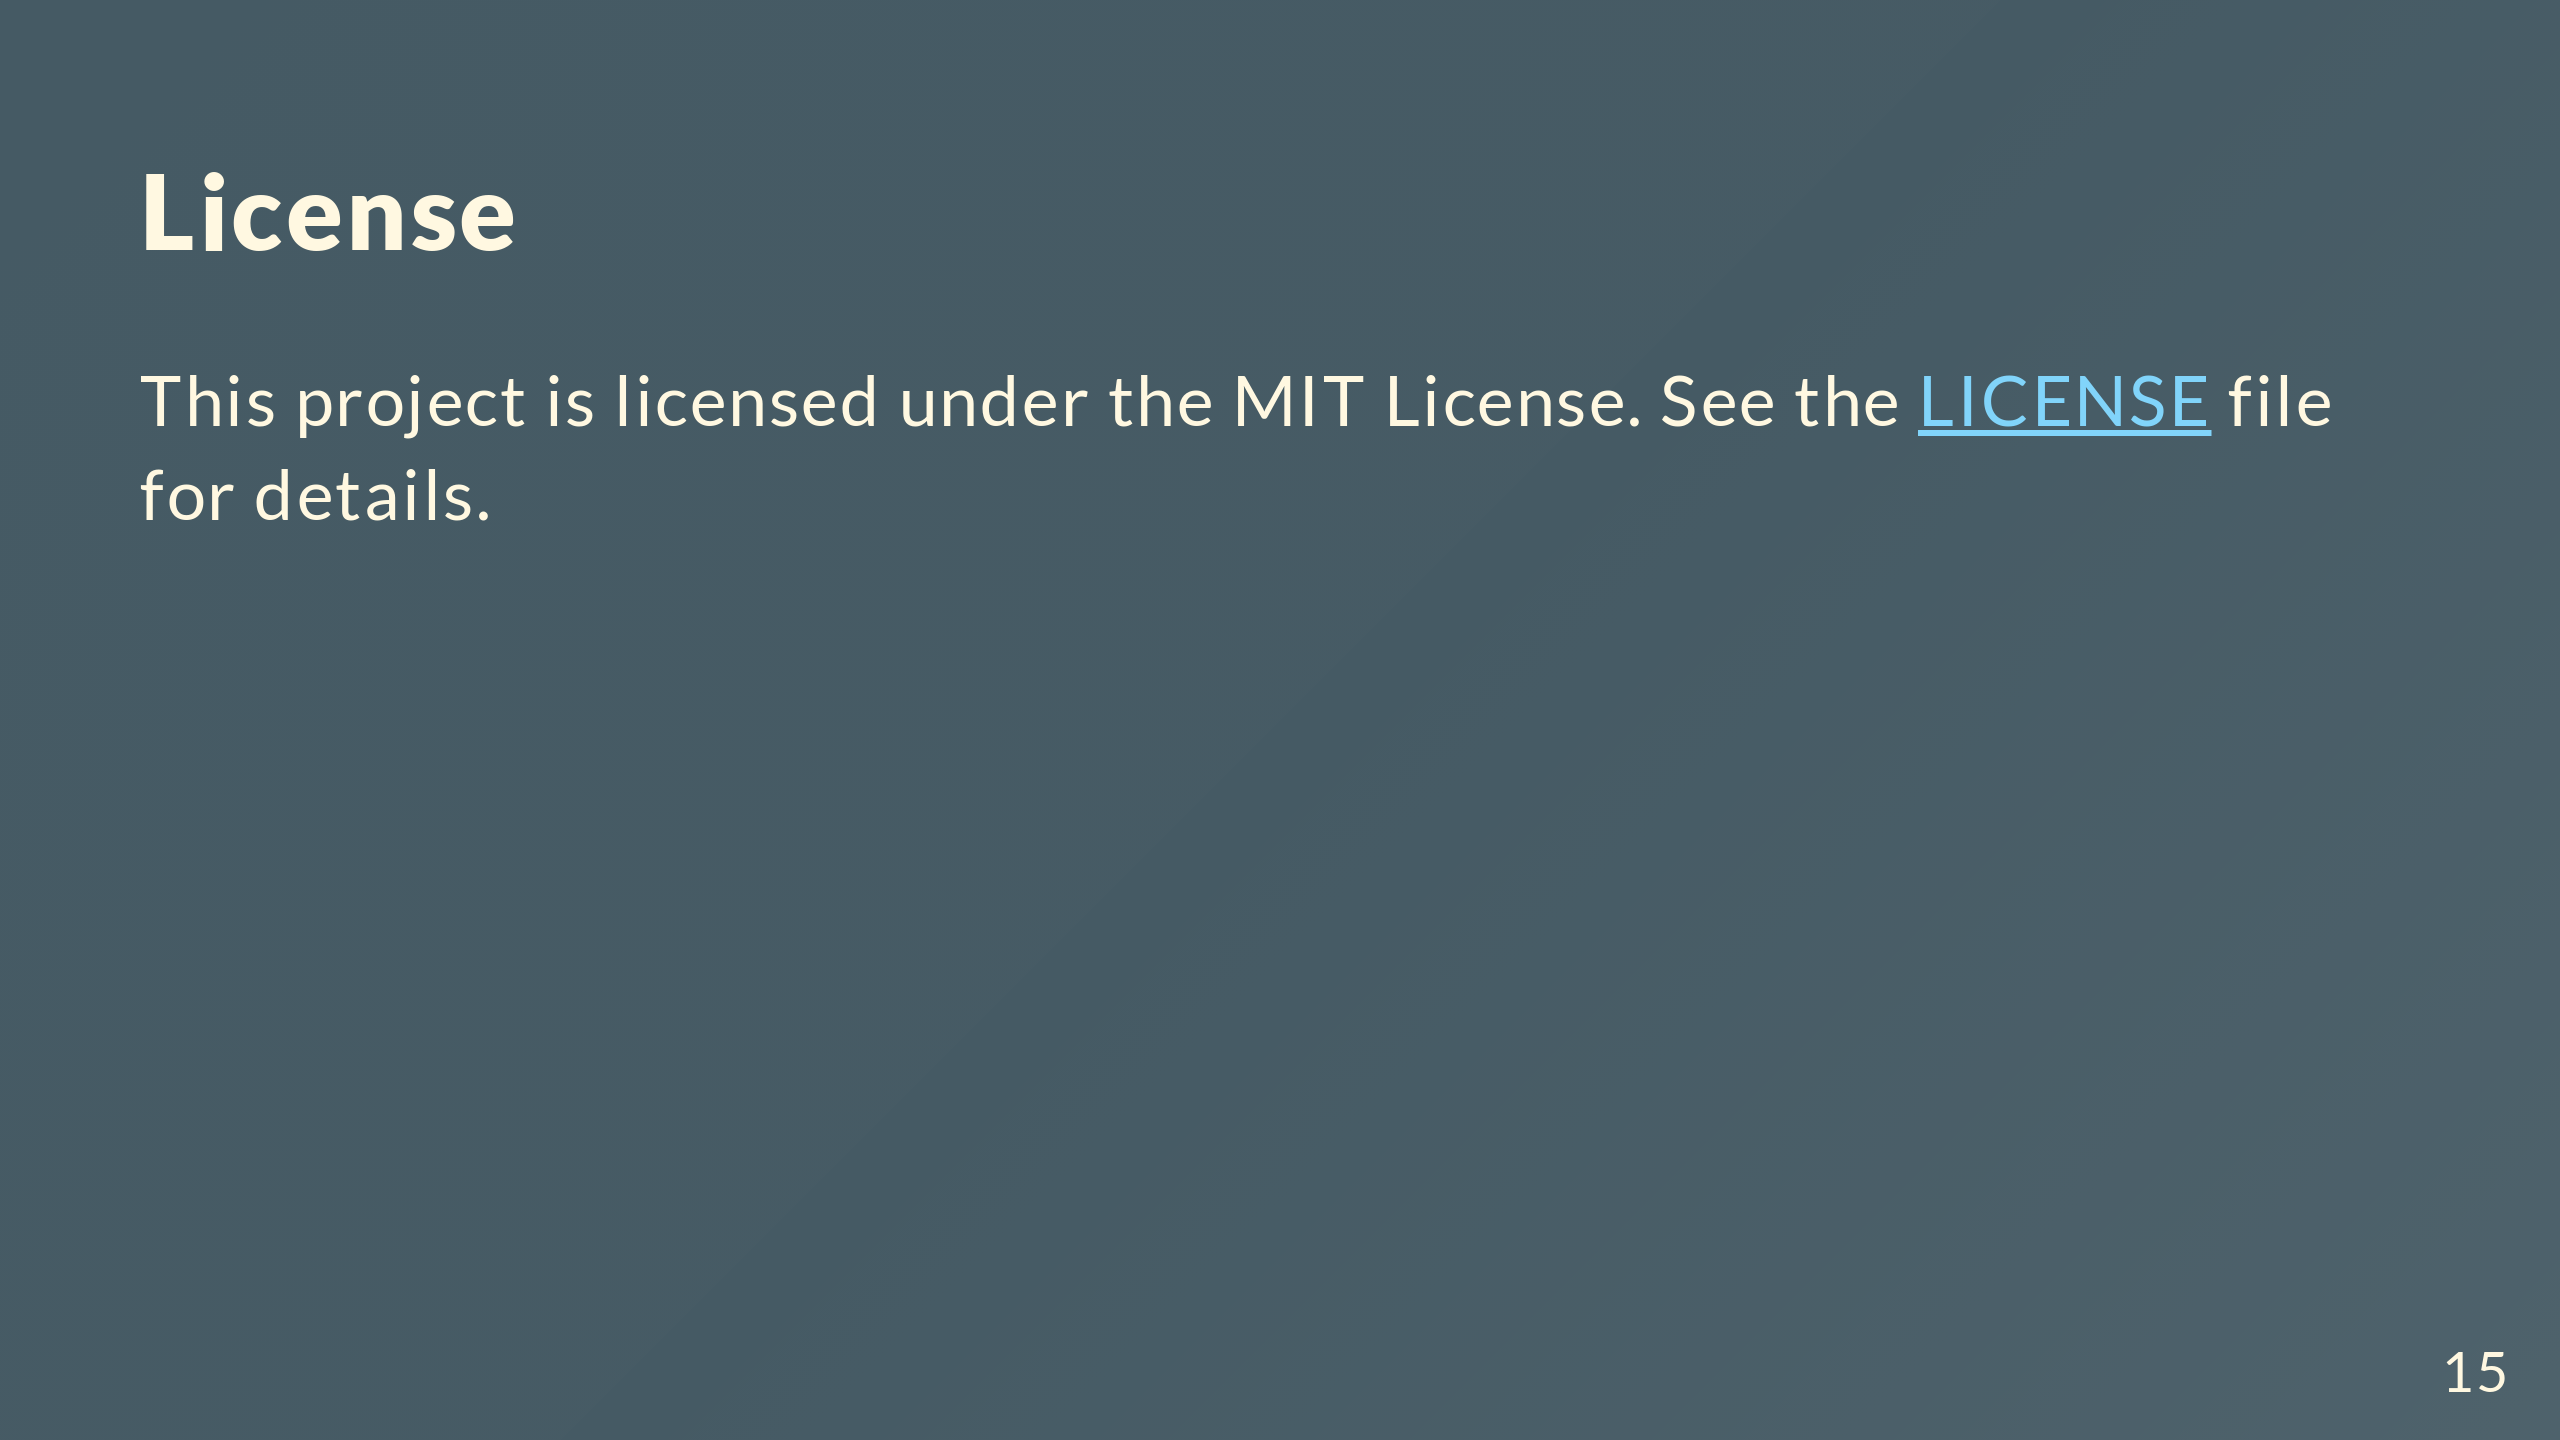 License
This project is licensed under the MIT License. See the LICENSE file
for details.
15